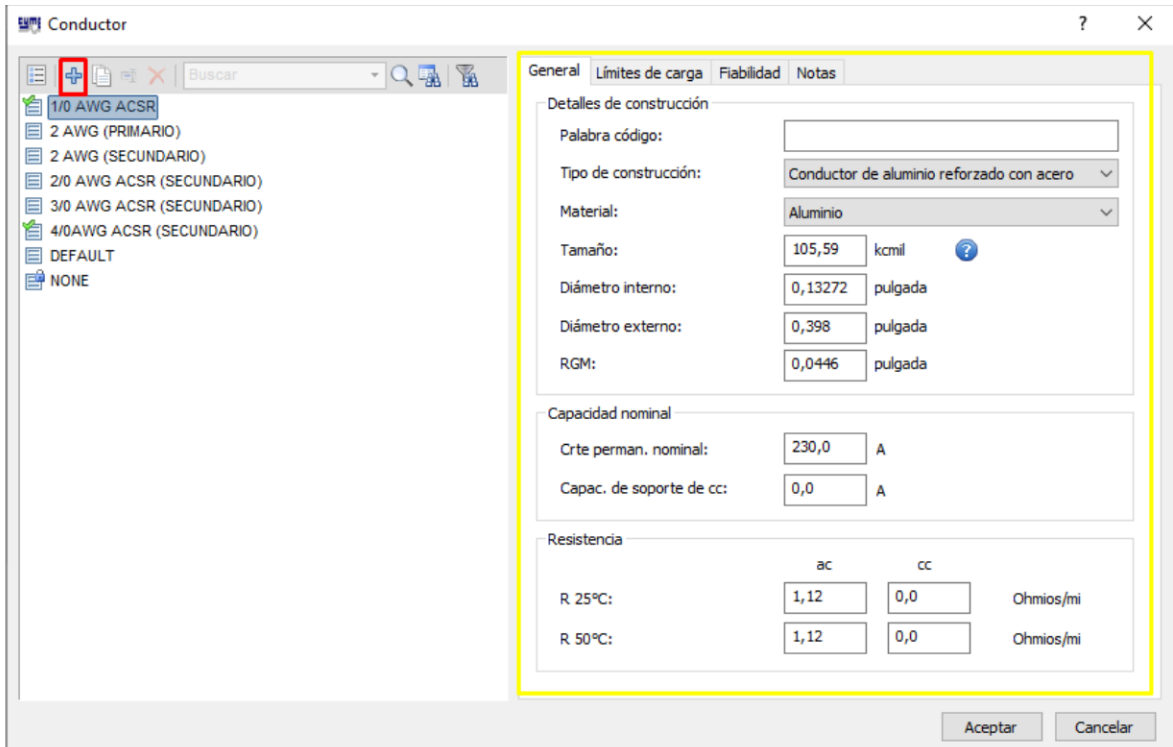 CYME Conductor ? ×
Buscar
1/0 AWG ACSR
2 AWG (PRIMARIO)
2 AWG (SECUNDARIO)
2/0 AWG ACSR (SECUNDARIO)
3/0 AWG ACSR (SECUNDARIO)
4/0AWG ACSR (SECUNDARIO)
DEFAULT
NONE
General Límites de carga Fiabilidad Notas
Detalles de construcción
Palabra código:
Tipo de construcción: Conductor de aluminio reforzado con acero
Material: Aluminio
Tamaño: 105,59 kcmil ?
Diámetro interno: 0,13272 pulgada
Diámetro externo: 0,398 pulgada
RGM: 0,0446 pulgada
Capacidad nominal
Crte perman. nominal: 230,0 A
Capac. de soporte de cc: 0,0 A
Resistencia
ac cc
R 25°C: 1,12 0,0 Ohmios/mi
R 50°C: 1,12 0,0 Ohmios/mi
Aceptar Cancelar